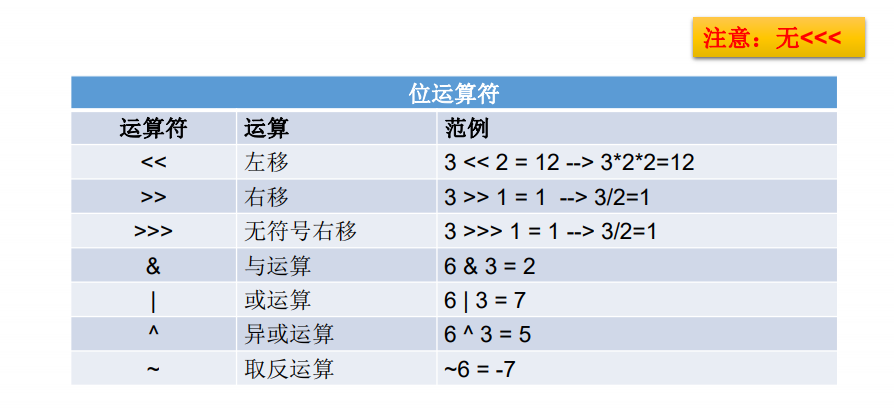 注意：无<<<
位运算符
运算符 运算 范例
<< 左移 3 << 2 = 12 --> 3*2*2=12
>> 右移 3 >> 1 = 1 --> 3/2=1
>>> 无符号右移 3 >>> 1 = 1 --> 3/2=1
& 与运算 6 & 3 = 2
| 或运算 6 | 3 = 7
^ 异或运算 6 ^ 3 = 5
~ 取反运算 ~6 = -7